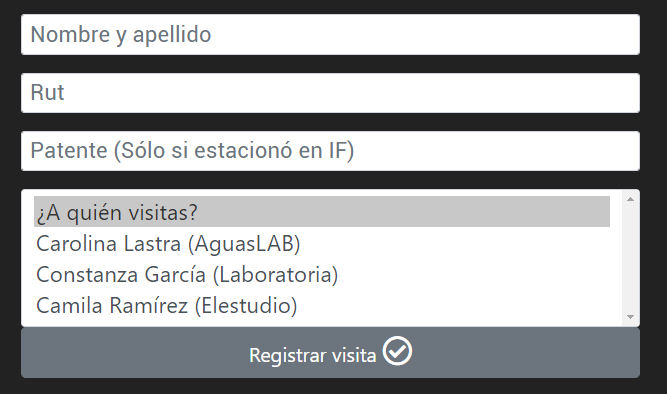 Nombre y apellido
Rut
Patente (Sólo si estacionó en IF)
¿A quién visitas?
Carolina Lastra (AguasLAB)
Constanza García (Laboratoria)
Camila Ramírez (Elestudio)
Registrar visita